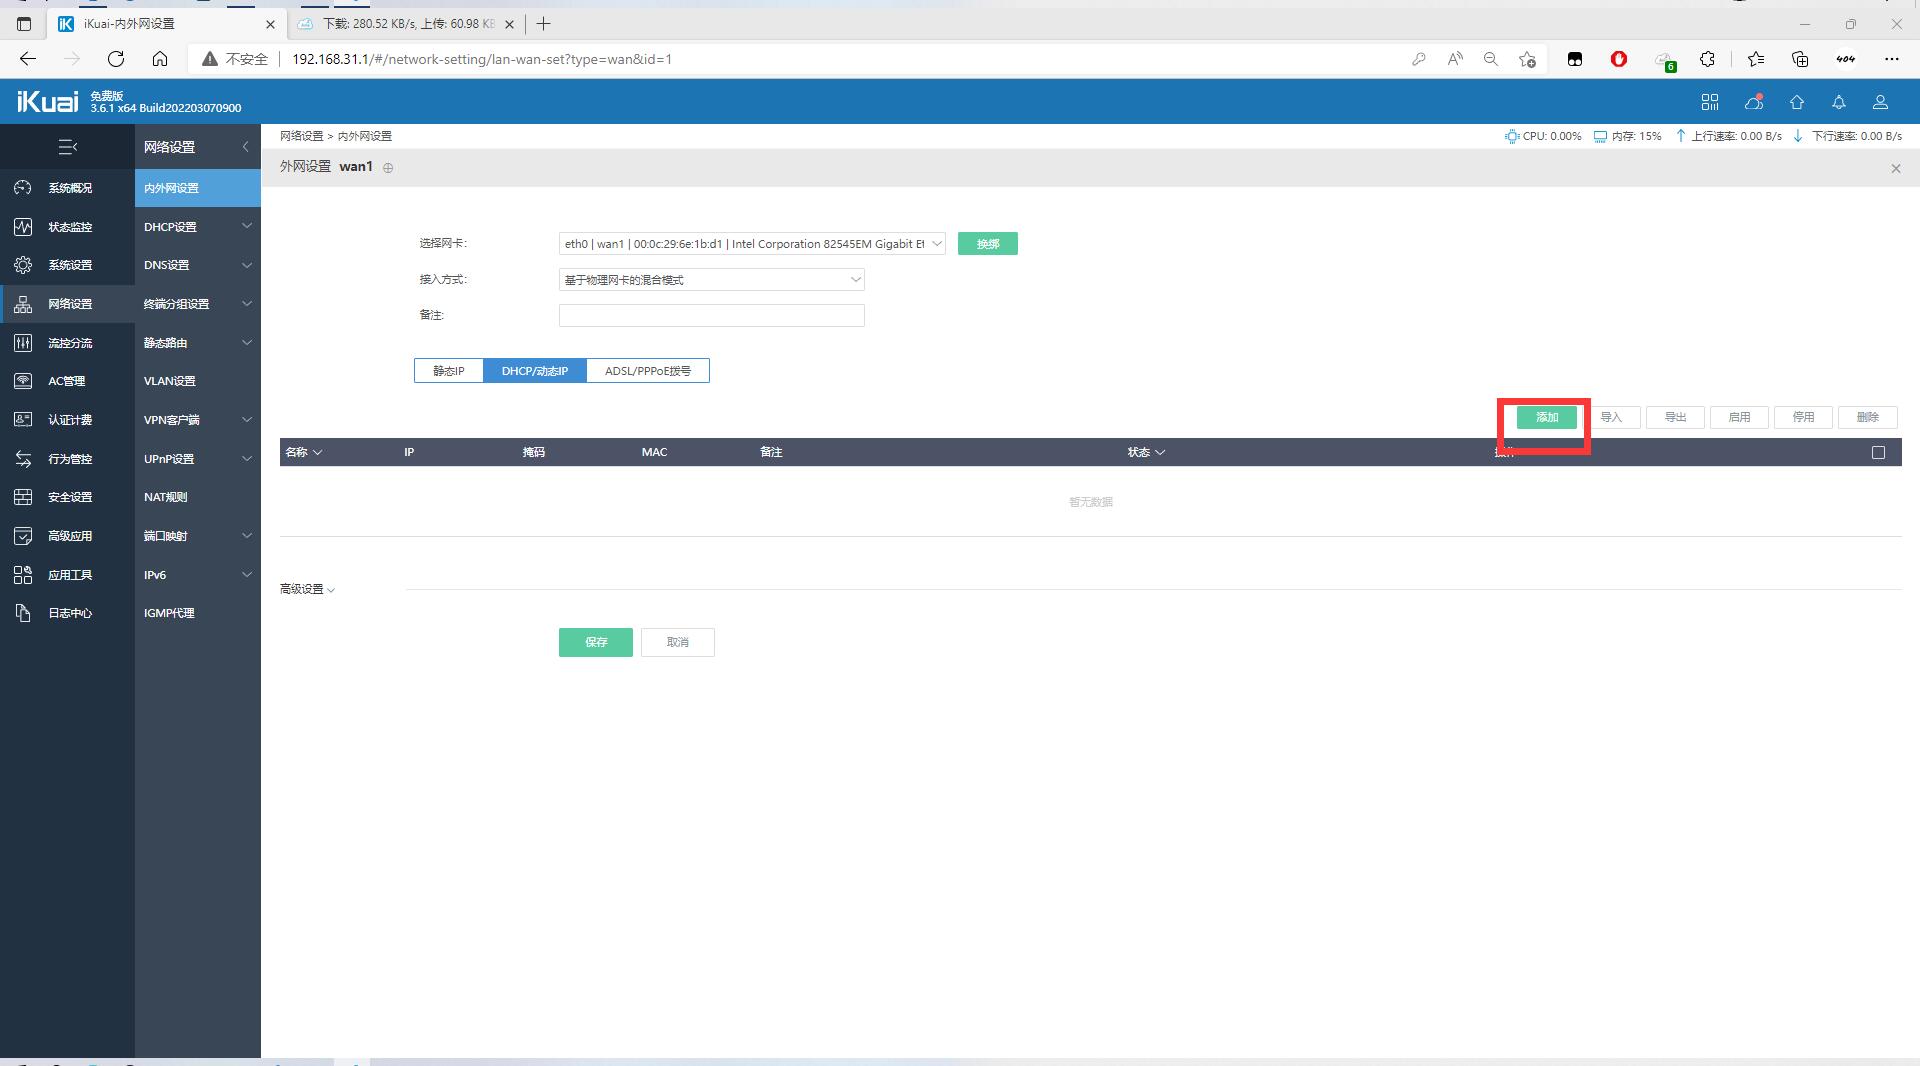 iKuai-内外网设置
下载: 280.52 KB/s, 上传: 60.98 KB
不安全 192.168.31.1/#/network-setting/lan-wan-set?type=wan&id=1
6
404
iKuai 免费版
3.6.1 x64 Build202203070900
网络设置
网络设置 > 内外网设置
CPU: 0.00% 内存: 15% 上行速率: 0.00 B/s 下行速率: 0.00 B/s
外网设置 wan1
系统概况
状态监控
系统设置
网络设置
流控分流
AC管理
认证计费
行为管控
安全设置
高级应用
应用工具
日志中心
内外网设置
DHCP设置
DNS设置
终端分组设置
静态路由
VLAN设置
VPN客户端
UPnP设置
NAT规则
端口映射
IPv6
IGMP代理
选择网卡: eth0 | wan1 | 00:0c:29:6e:1b:d1 | Intel Corporation 82545EM Gigabit Et 换绑
接入方式: 基于物理网卡的混合模式
备注:
静态IP DHCP/动态IP ADSL/PPPoE拨号
添加 导入 导出 启用 停用 删除
名称 IP 掩码 MAC 备注 状态
暂无数据
高级设置
保存 取消